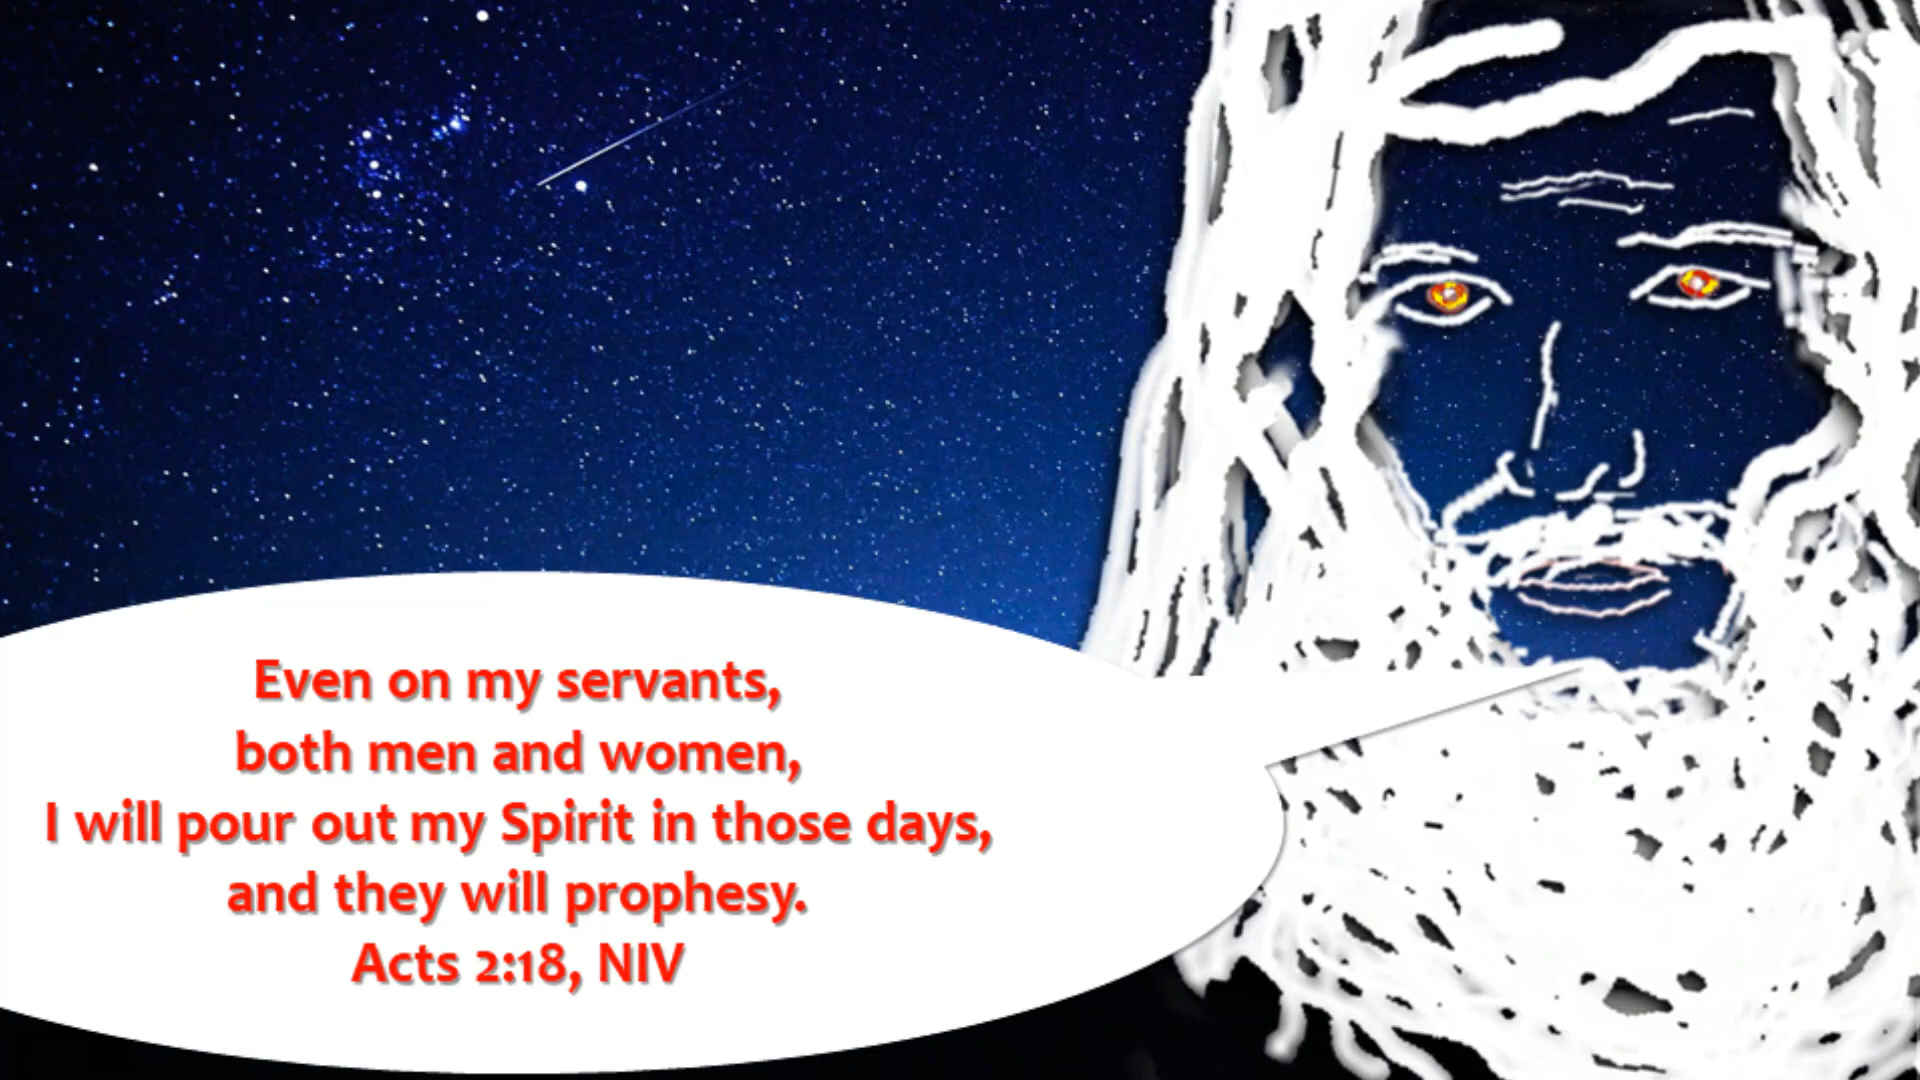 Even on my servants,
both men and women,
I will pour out my Spirit in those days,
and they will prophesy.
Acts 2:18, NIV